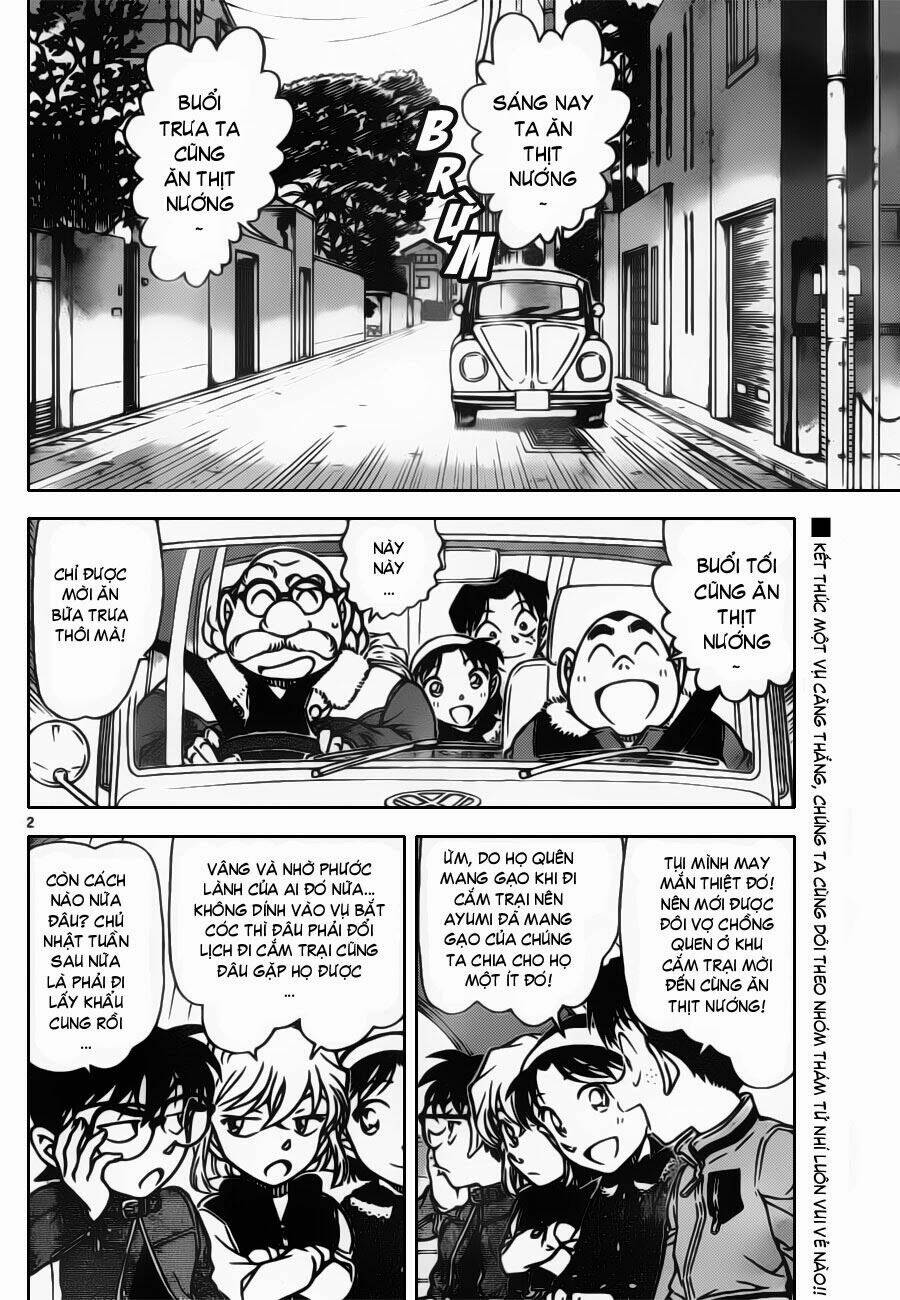 SÁNG NAY
TA ĂN
THỊT
NƯỚNG
~
BRỪM
BUỔI
TRƯA TA
CŨNG
ĂN THỊT
NƯỚNG
~
BUỔI TỐI
CŨNG ĂN
THỊT
NƯỚNG
~
NÀY
NÀY
...
CHỈ ĐƯỢC
MỜI ĂN
BỮA TRƯA
THÔI MÀ!
KẾT THÚC MỘT VỤ CĂNG THẲNG, CHÚNG TA CÙNG DÕI THEO NHÓM THÁM TỬ NHÍ LUÔN VUI VẺ NÀO!!
2
TỤI MÌNH MAY
MẮN THIỆT ĐÓ!
NÊN MỚI ĐƯỢC
ĐÔI VỢ CHỒNG
QUEN Ở KHU
CẮM TRẠI MỜI
ĐẾN CÙNG ĂN
THỊT NƯỚNG!
ỪM, DO HỌ QUÊN
MANG GẠO KHI ĐI
CẮM TRẠI NÊN
AYUMI ĐÃ MANG
GẠO CỦA CHÚNG
TA CHIA CHO HỌ
MỘT ÍT ĐÓ!
VÂNG VÀ NHỜ PHƯỚC
LÀNH CỦA AI ĐÓ NỮA...
KHÔNG DÍNH VÀO VỤ BẮT
CÓC THÌ ĐÂU PHẢI ĐỔI
LỊCH ĐI CẮM TRẠI CŨNG
ĐÂU GẶP HỌ ĐƯỢC
...
CÒN CÁCH
NÀO NỮA
ĐÂU? CHỦ
NHẬT TUẦN
SAU NỮA
LÀ PHẢI ĐI
LẤY KHẨU
CUNG RỒI
...